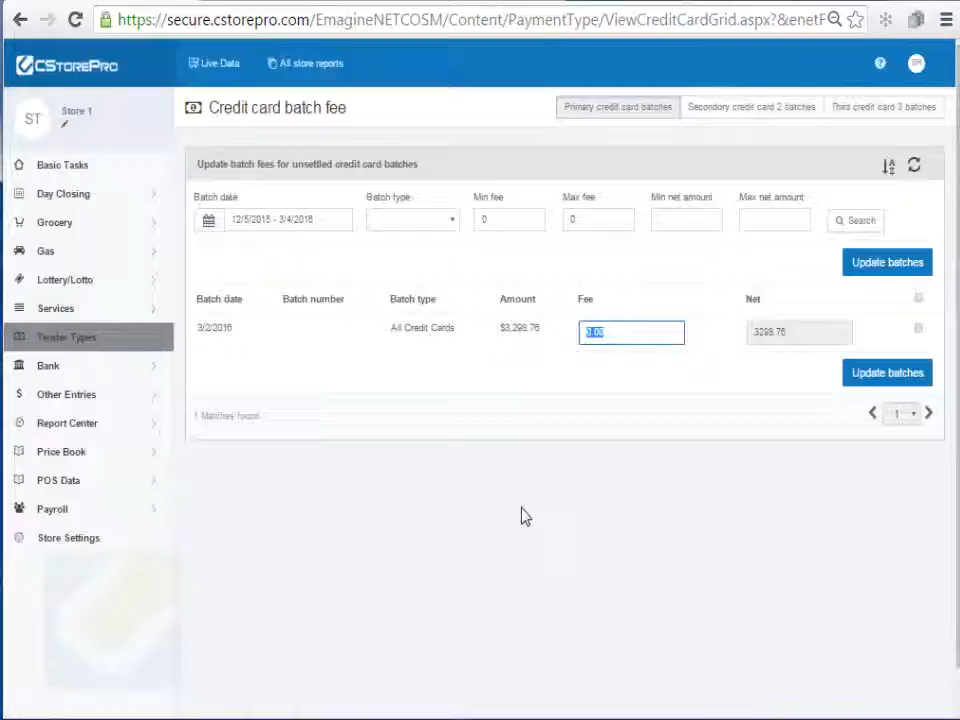 https://secure.cstorepro.com/EmagineNETCOSM/Content/PaymentType/ViewCreditCardGrid.aspx?&enetF
CSTOREPRO
Live Data
All store reports
?
ST
Store 1
Credit card batch fee
Primary credit card batches
Secondary credit card 2 batches
Third credit card 3 batches
Basic Tasks
Day Closing
Grocery
Gas
Lottery/Lotto
Services
Tender Types
Bank
Other Entries
Report Center
Price Book
POS Data
Payroll
Store Settings
Update batch fees for unsettled credit card batches
Batch date
Batch type
Min fee
Max fee
Min net amount
Max net amount
12/5/2015 - 3/4/2016
0
0
Search
Update batches
Batch date
Batch number
Batch type
Amount
Fee
Net
3/2/2016
All Credit Cards
$3,298.76
0.00
3298.76
Update batches
1 Matches found
1